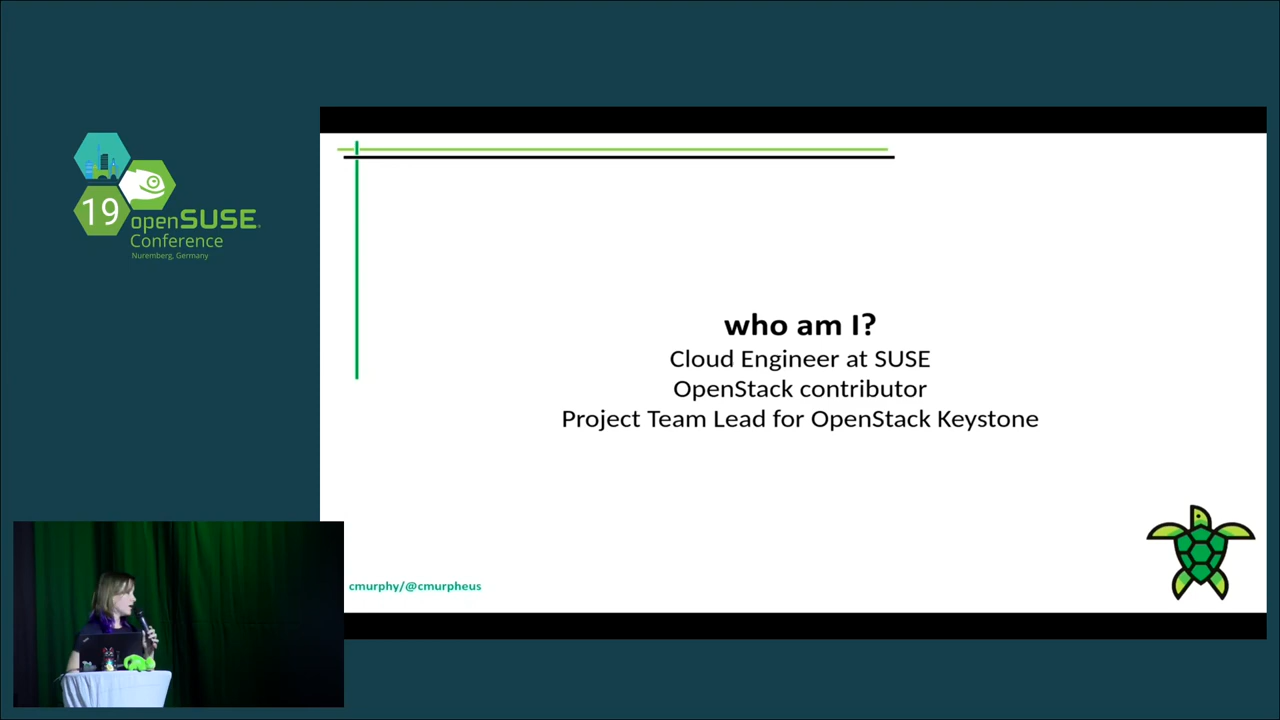 19
openSUSE
Conference
Nuremberg, Germany
who am I?
Cloud Engineer at SUSE
OpenStack contributor
Project Team Lead for OpenStack Keystone
cmurphy/@cmurpheus